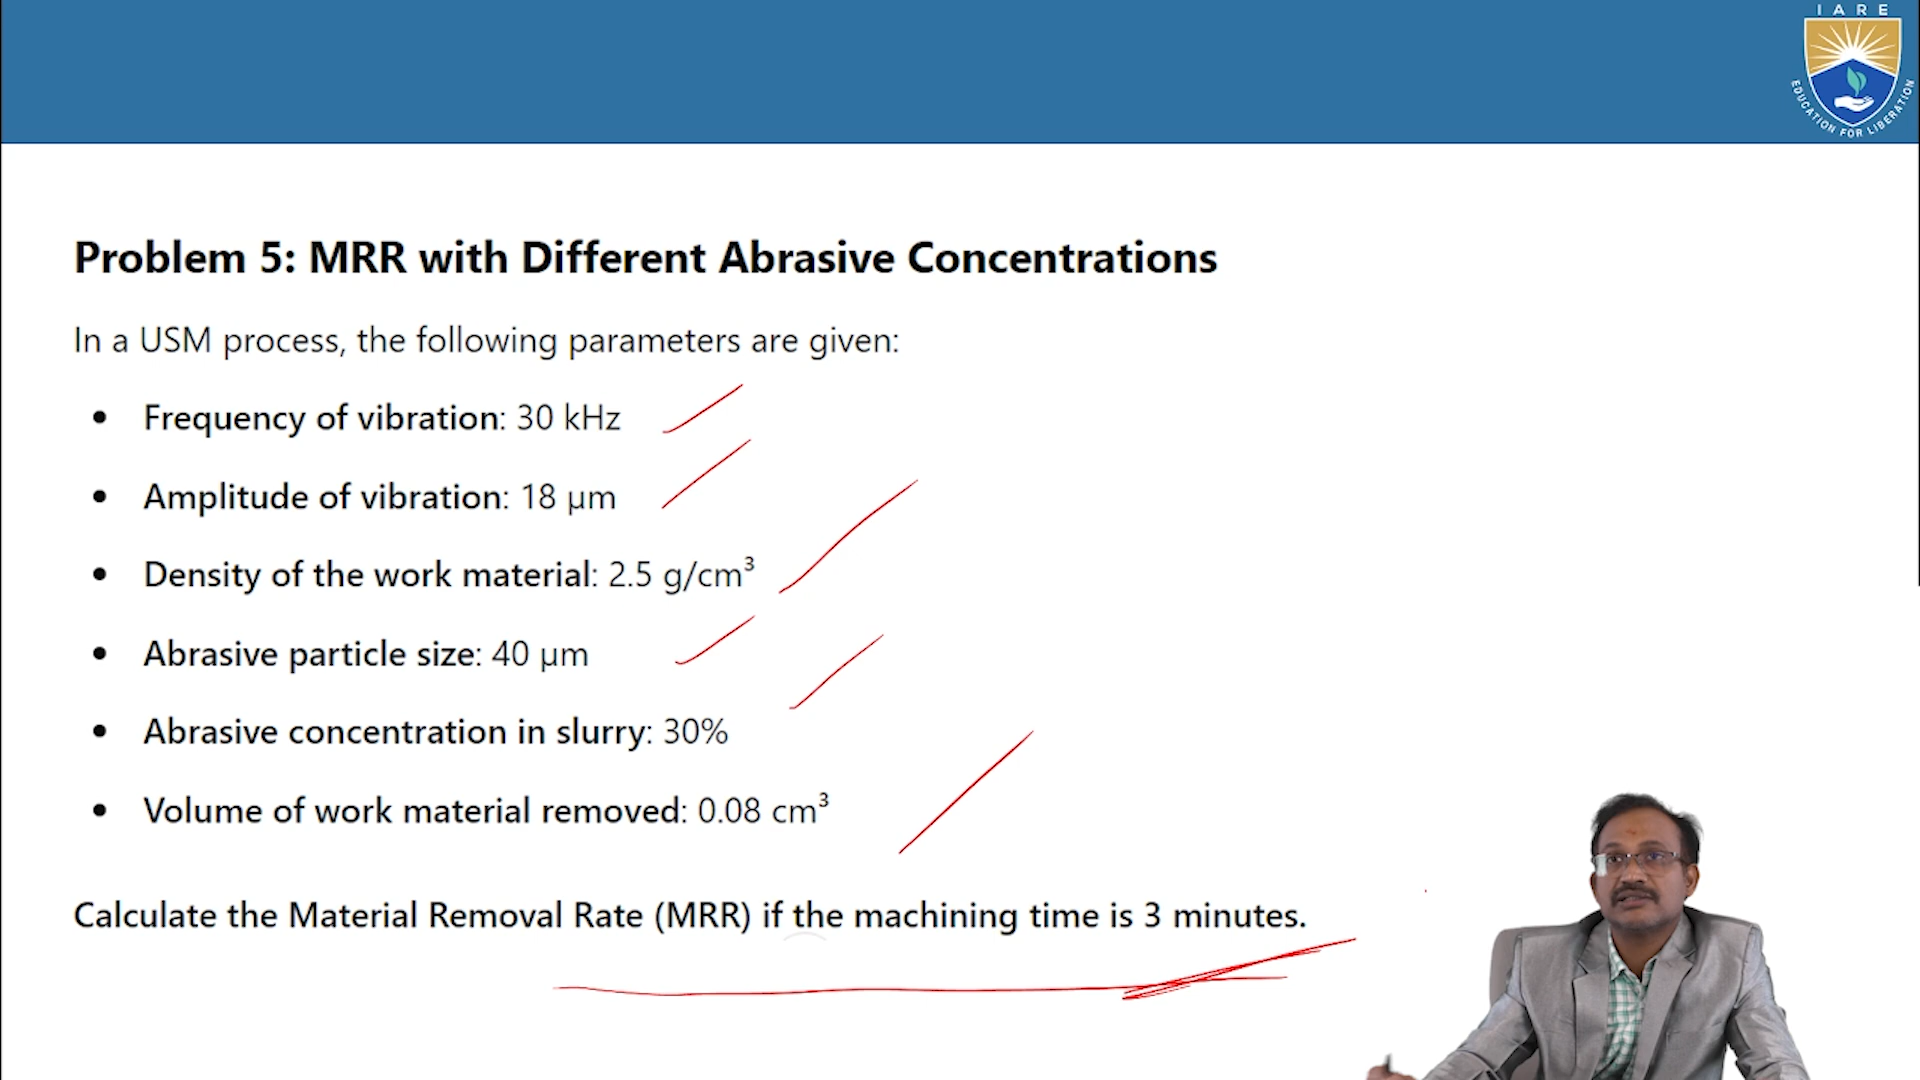 IARE
EDUCATION FOR LIBERATION
Problem 5: MRR with Different Abrasive Concentrations
In a USM process, the following parameters are given:
• Frequency of vibration: 30 kHz
• Amplitude of vibration: 18 µm
• Density of the work material: 2.5 g/cm³
• Abrasive particle size: 40 µm
• Abrasive concentration in slurry: 30%
• Volume of work material removed: 0.08 cm³
Calculate the Material Removal Rate (MRR) if the machining time is 3 minutes.